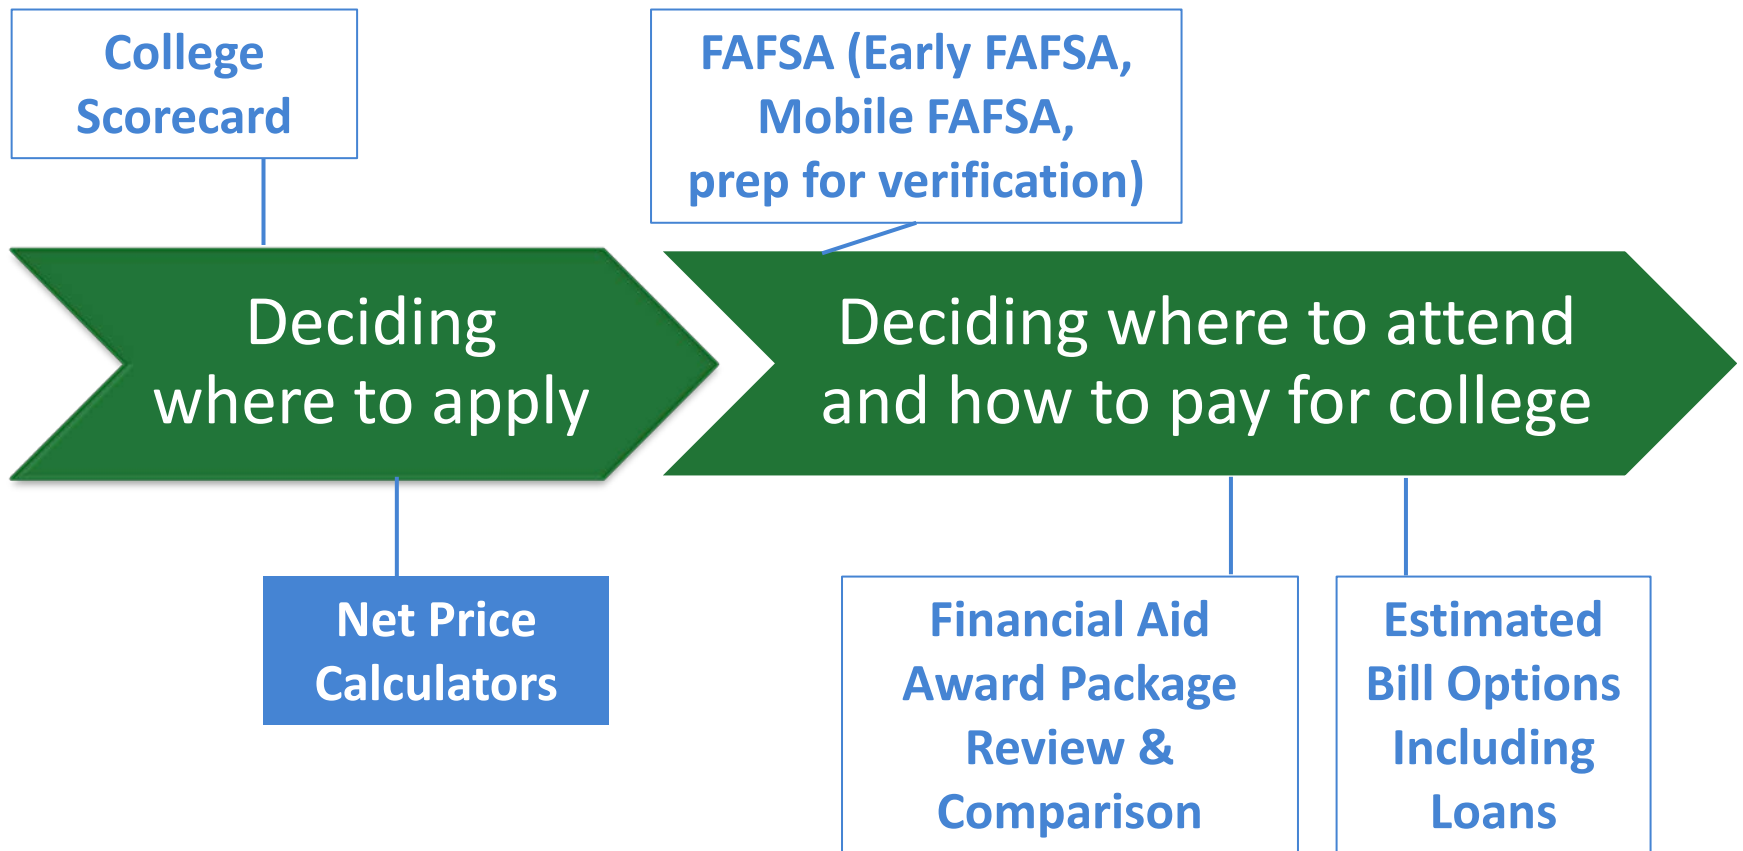 College
Scorecard
FAFSA (Early FAFSA,
Mobile FAFSA,
prep for verification)
Deciding
where to apply
Deciding where to attend
and how to pay for college
Net Price
Calculators
Financial Aid
Award Package
Review &
Comparison
Estimated
Bill Options
Including
Loans